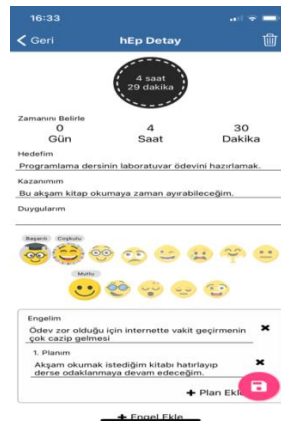 16:33
Geri
hEp Detay
4 saat
29 dakika
Zamanını Belirle
0 4 30
Gün Saat Dakika
Hedefim
Programlama dersinin laboratuvar ödevini hazırlamak.
Kazanımım
Bu akşam kitap okumaya zaman ayırabileceğim.
Duygularım
Başarılı Coşkulu
Mutlu
Engelim
Ödev zor olduğu için internette vakit geçirmenin
çok cazip gelmesi
1. Planım
Akşam okumak istediğim kitabı hatırlayıp
derse odaklanmaya devam edeceğim.
+ Plan Ekle
+ Engel Ekle